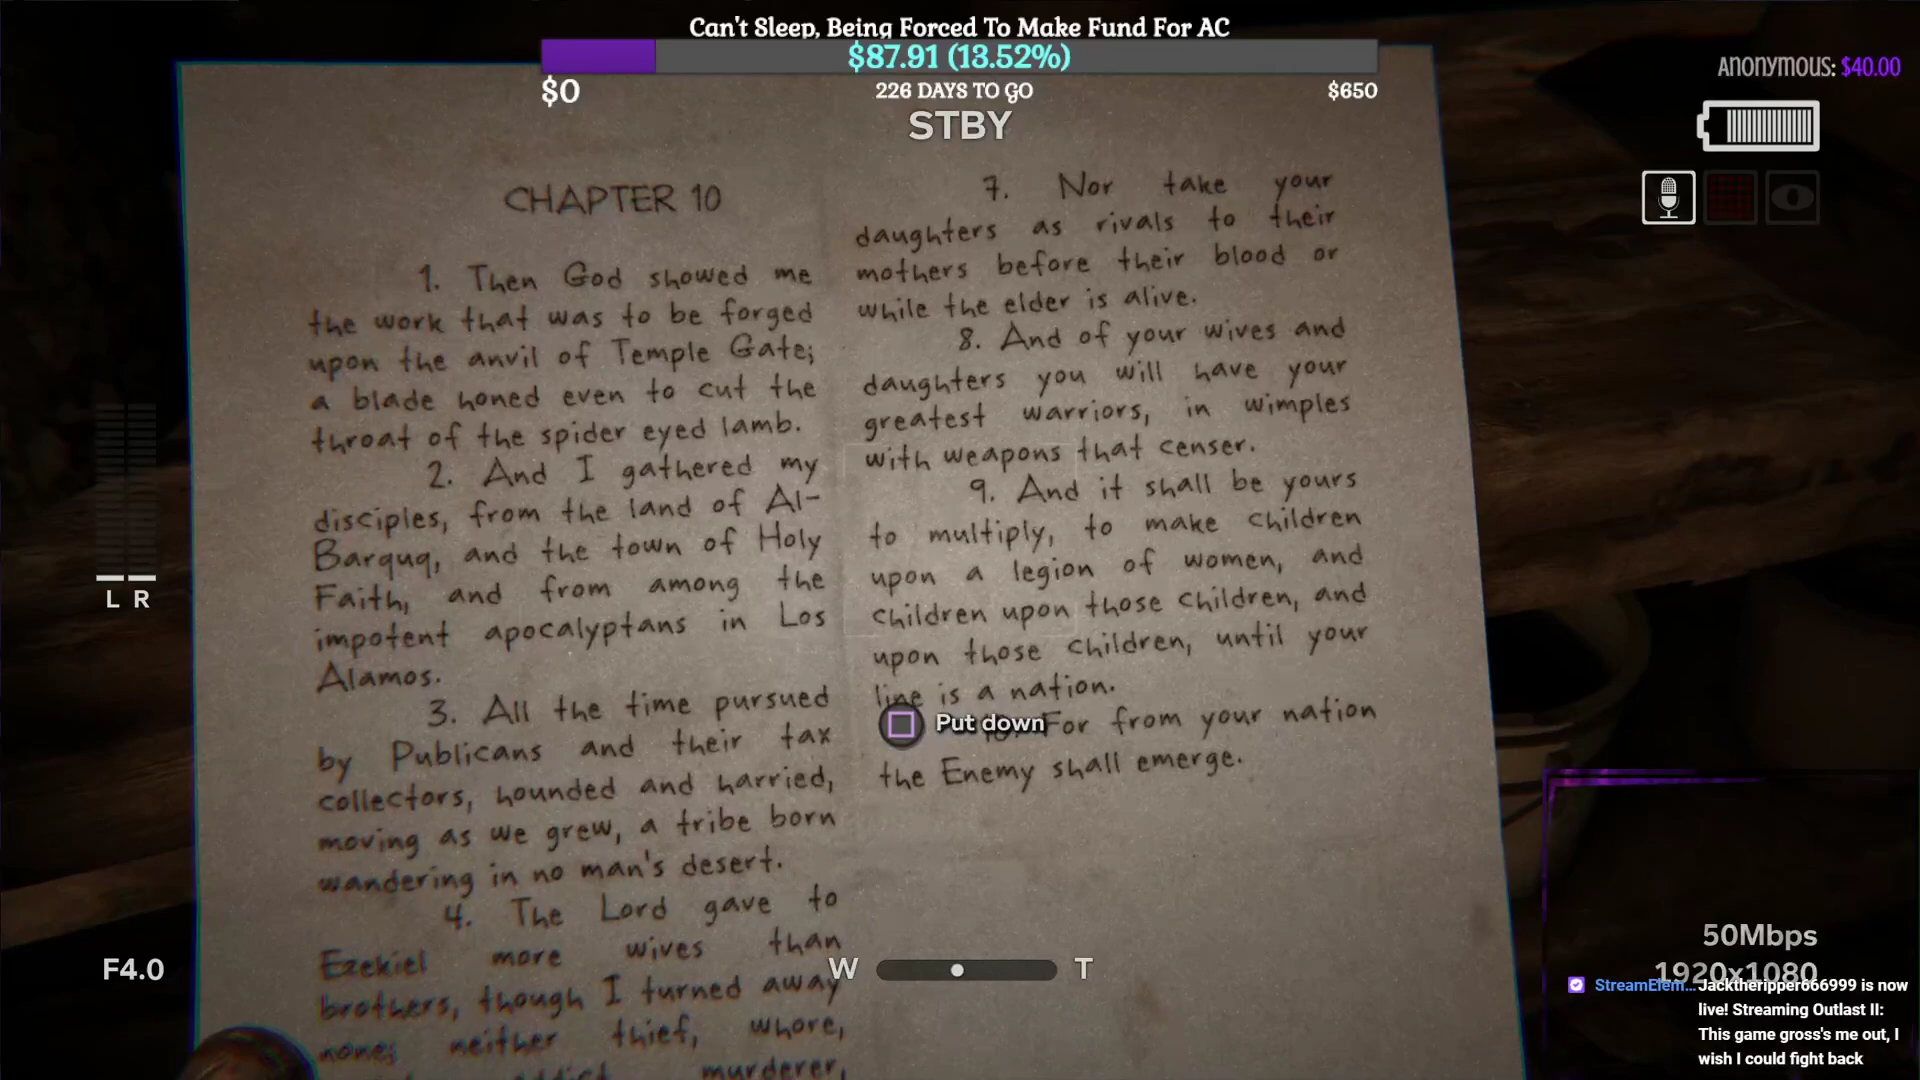 Can't Sleep, Being Forced To Make Fund For AC
$87.91 (13.52%)
$0
226 DAYS TO GO
$650
ANONYMOUS: $40.00
STBY
CHAPTER 10
1. Then God showed me
the work that was to be forged
upon the anvil of Temple Gate;
a blade honed even to cut the
throat of the spider eyed lamb.
2. And I gathered my
disciples, from the land of Al-
Barquq, and the town of Holy
Faith, and from among the
impotent apocalyptans in Los
Alamos.
3. All the time pursued
by Publicans and their tax
collectors, hounded and harried,
moving as we grew, a tribe born
wandering in no man's desert.
4. The Lord gave to
Ezekiel more wives than
brothers, though I turned away
none; neither thief, whore,
addict murderer,
7. Nor take your
daughters as rivals to their
mothers before their blood or
while the elder is alive.
8. And of your wives and
daughters you will have your
greatest warriors, in wimples
with weapons that censer.
9. And it shall be yours
to multiply, to make children
upon a legion of women, and
children upon those children, and
upon those children, until your
line is a nation.
For from your nation
the Enemy shall emerge.
Put down
L R
F4.0
W
T
50Mbps
1920x1080
StreamElem... Jacktheripper666999 is now
live! Streaming Outlast II:
This game gross's me out, I
wish I could fight back